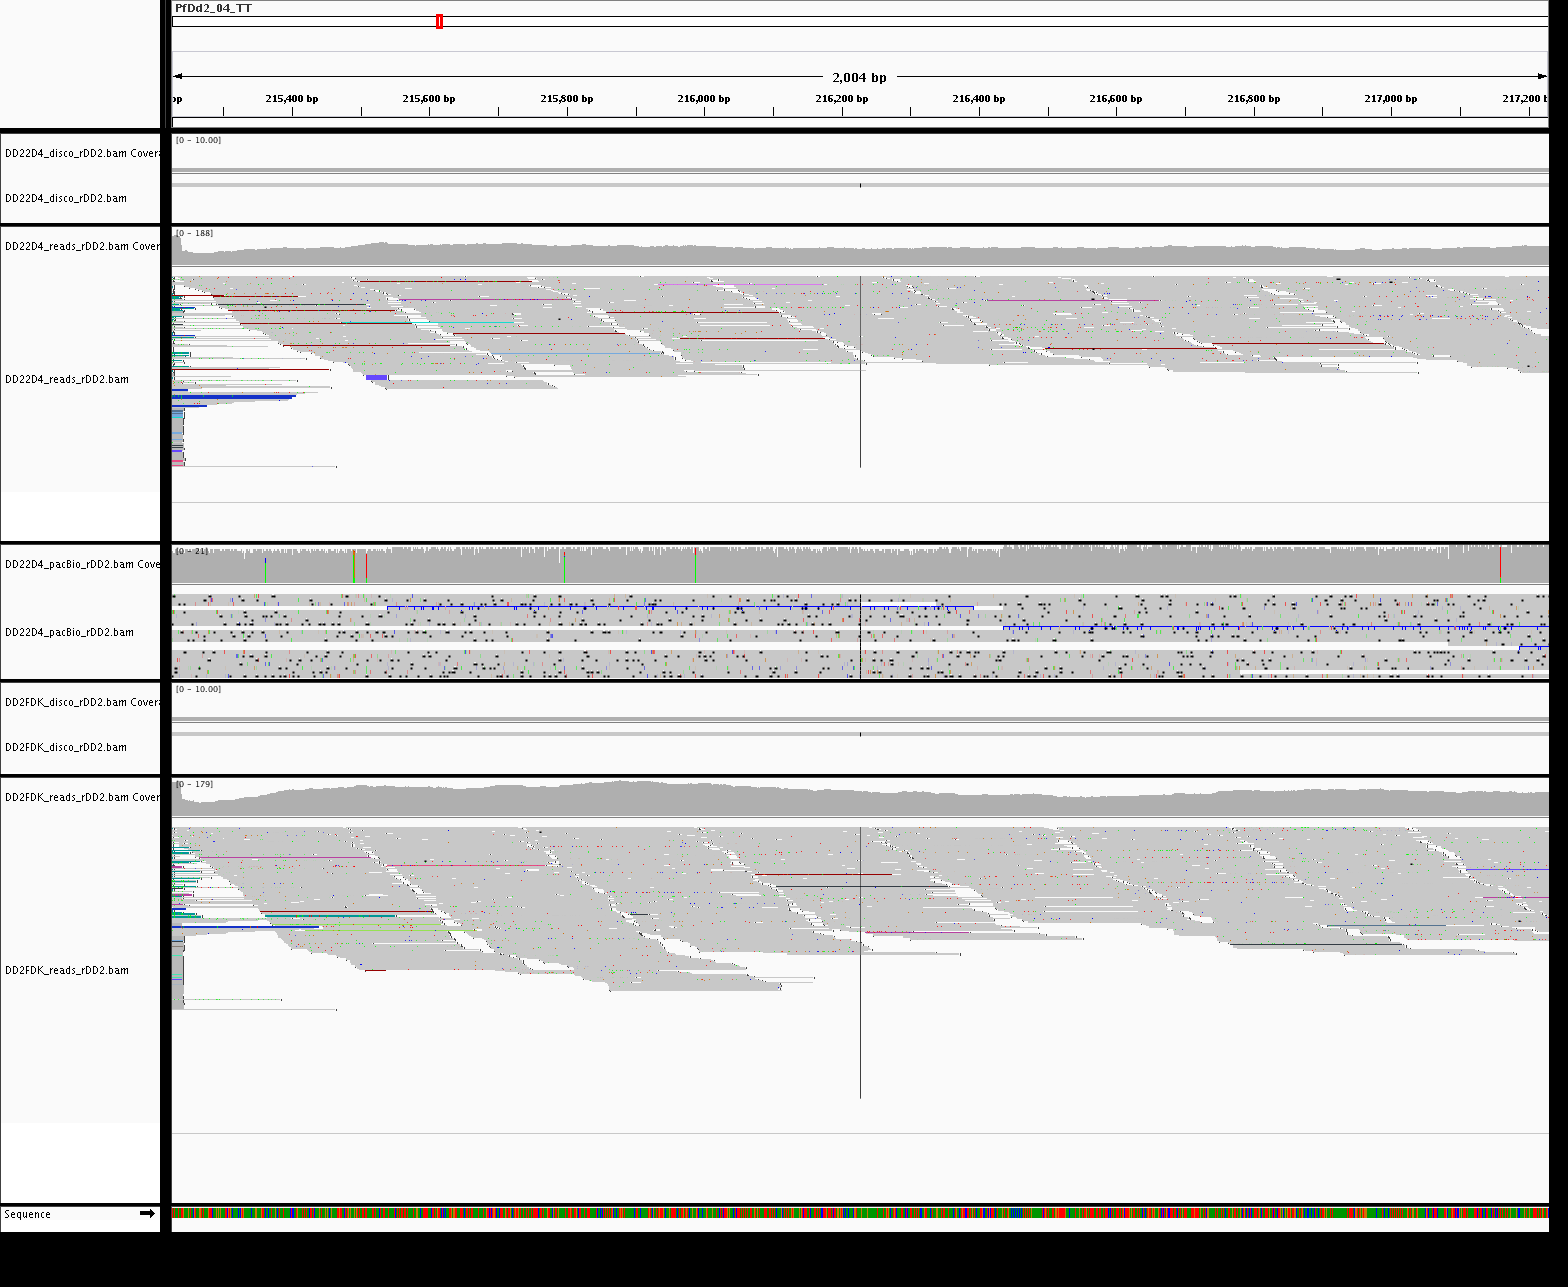 PfDd2_04_TT
2,004 bp
bp 215,400 bp 215,600 bp 215,800 bp 216,000 bp 216,200 bp 216,400 bp 216,600 bp 216,800 bp 217,000 bp 217,200 b
[0 - 10.00]
DD22D4_disco_rDD2.bam Covera
DD22D4_disco_rDD2.bam
[0 - 188]
DD22D4_reads_rDD2.bam Cover
DD22D4_reads_rDD2.bam
[0 - 21]
DD22D4_pacBio_rDD2.bam Cove
DD22D4_pacBio_rDD2.bam
[0 - 10.00]
DD2FDK_disco_rDD2.bam Covera
DD2FDK_disco_rDD2.bam
[0 - 179]
DD2FDK_reads_rDD2.bam Cover
DD2FDK_reads_rDD2.bam
Sequence